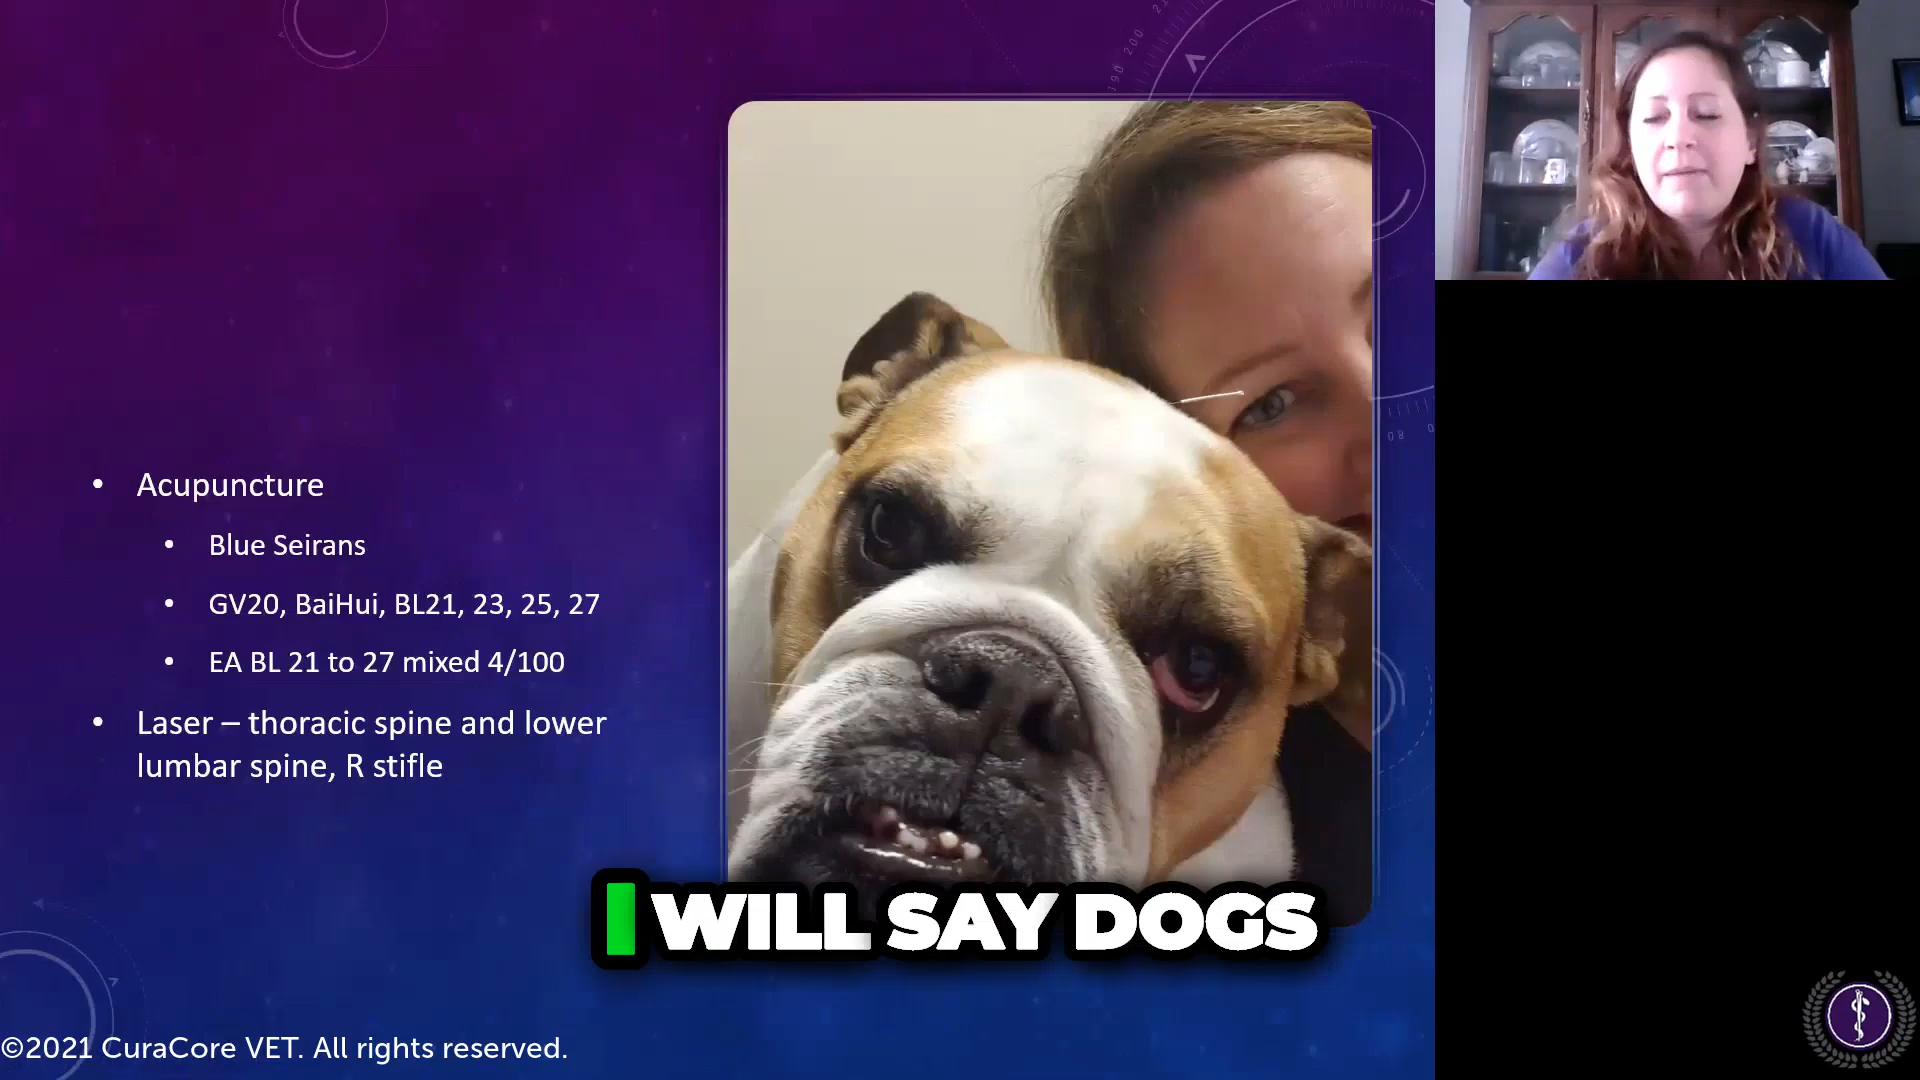 Acupuncture
Blue Seirans
GV20, BaiHui, BL21, 23, 25, 27
EA BL 21 to 27 mixed 4/100
Laser – thoracic spine and lower
lumbar spine, R stifle
I WILL SAY DOGS
©2021 CuraCore VET. All rights reserved.